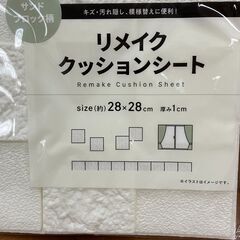 サンド
ブロック柄
キズ・汚れ隠し、模様替えに便利!
リメイク
クッションシート
Remake Cushion Sheet
size(約)28×28cm 厚み1cm
※イラストはイメージです。